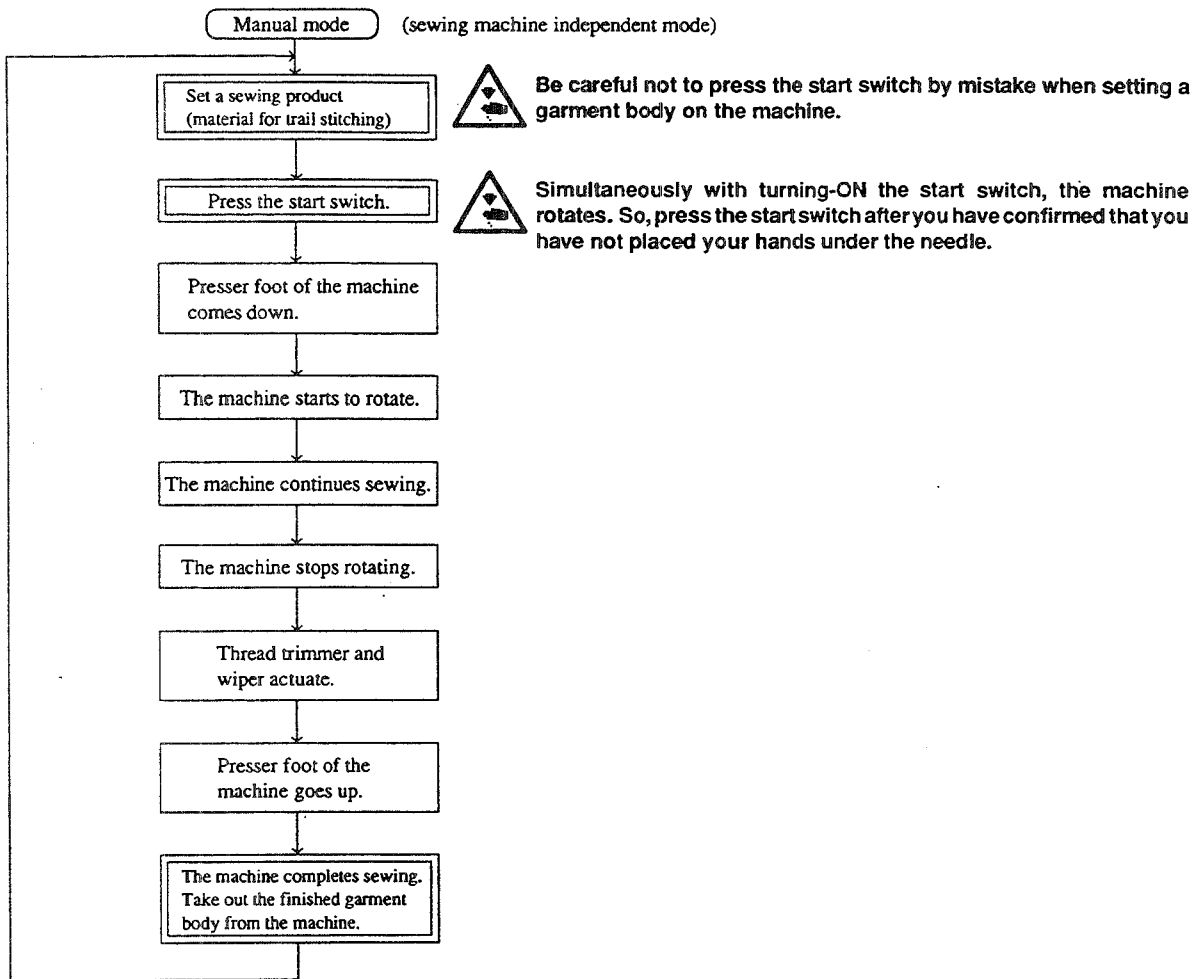 Manual mode (sewing machine independent mode)
Set a sewing product
(material for trail stitching)
Be careful not to press the start switch by mistake when setting a
garment body on the machine.
Press the start switch.
Simultaneously with turning-ON the start switch, the machine
rotates. So, press the start switch after you have confirmed that you
have not placed your hands under the needle.
Presser foot of the machine
comes down.
The machine starts to rotate.
The machine continues sewing.
The machine stops rotating.
Thread trimmer and
wiper actuate.
Presser foot of the
machine goes up.
The machine completes sewing.
Take out the finished garment
body from the machine.